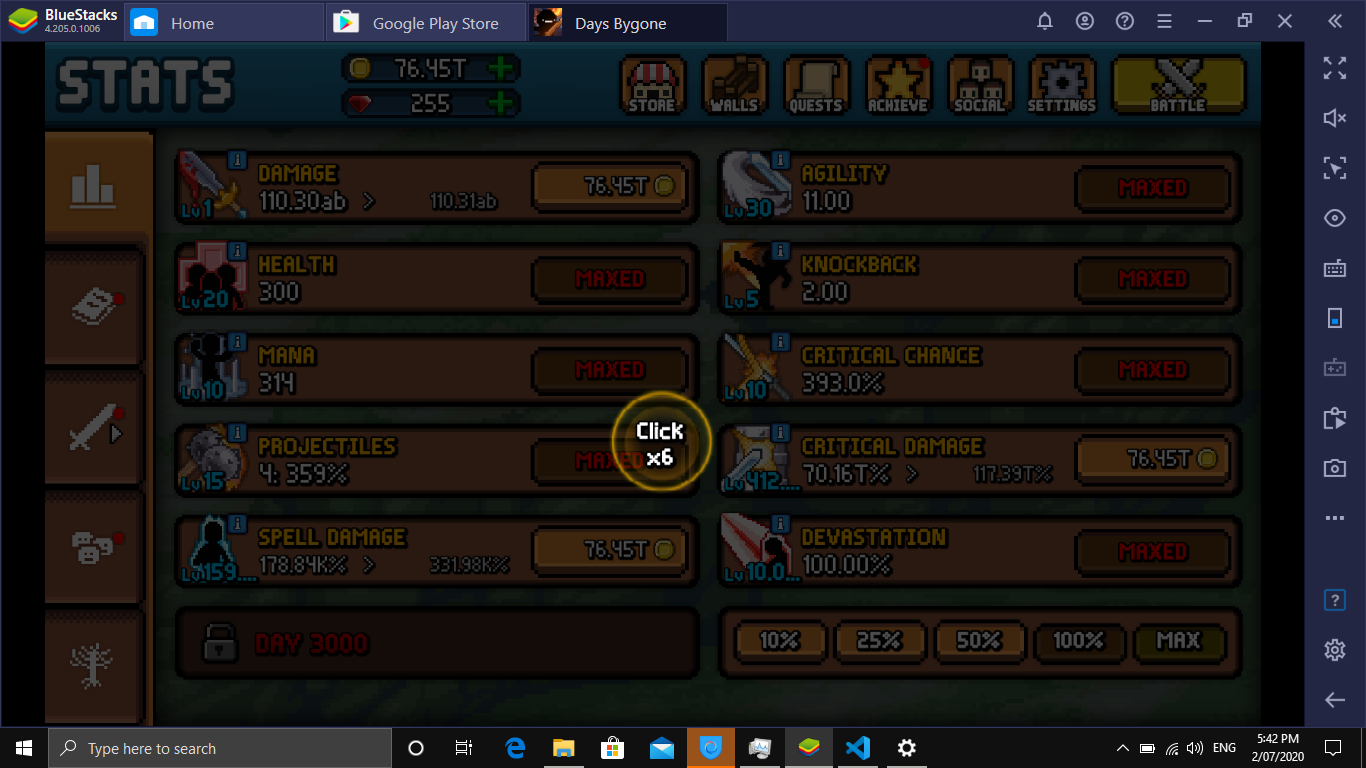 BlueStacks
4.205.0.1006
Home
Google Play Store
Days Bygone
STATS
76.45T
255
STORE
WALLS
QUESTS
ACHIEVE
SOCIAL
SETTINGS
BATTLE
DAMAGE
110.30ab > 110.31ab
Lv1
76.45T
AGILITY
11.00
Lv30
MAXED
HEALTH
300
Lv20
MAXED
KNOCKBACK
2.00
Lv5
MAXED
MANA
314
Lv10
MAXED
CRITICAL CHANCE
393.0%
Lv10
MAXED
PROJECTILES
4: 359%
Lv15
MAXED
Click
x6
CRITICAL DAMAGE
70.16T% > 117.39T%
Lv412....
76.45T
SPELL DAMAGE
178.84K% > 331.98K%
Lv159....
76.45T
DEVASTATION
100.00%
Lv10.0...
MAXED
DAY 3000
10%
25%
50%
100%
MAX
Type here to search
ENG
5:42 PM
2/07/2020